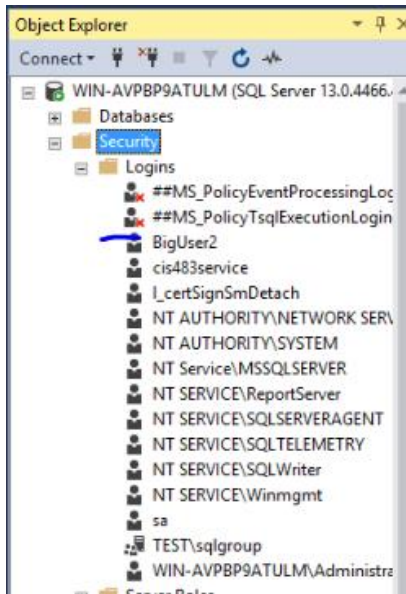 Object Explorer
Connect
WIN-AVPBP9ATULM (SQL Server 13.0.4466.
Databases
Security
Logins
##MS_PolicyEventProcessingLog
##MS_PolicyTsqlExecutionLogin
BigUser2
cis483service
l_certSignSmDetach
NT AUTHORITY\NETWORK SERV
NT AUTHORITY\SYSTEM
NT Service\MSSQLSERVER
NT SERVICE\ReportServer
NT SERVICE\SQLSERVERAGENT
NT SERVICE\SQLTELEMETRY
NT SERVICE\SQLWriter
NT SERVICE\Winmgmt
sa
TEST\sqlgroup
WIN-AVPBP9ATULM\Administra
Server Roles